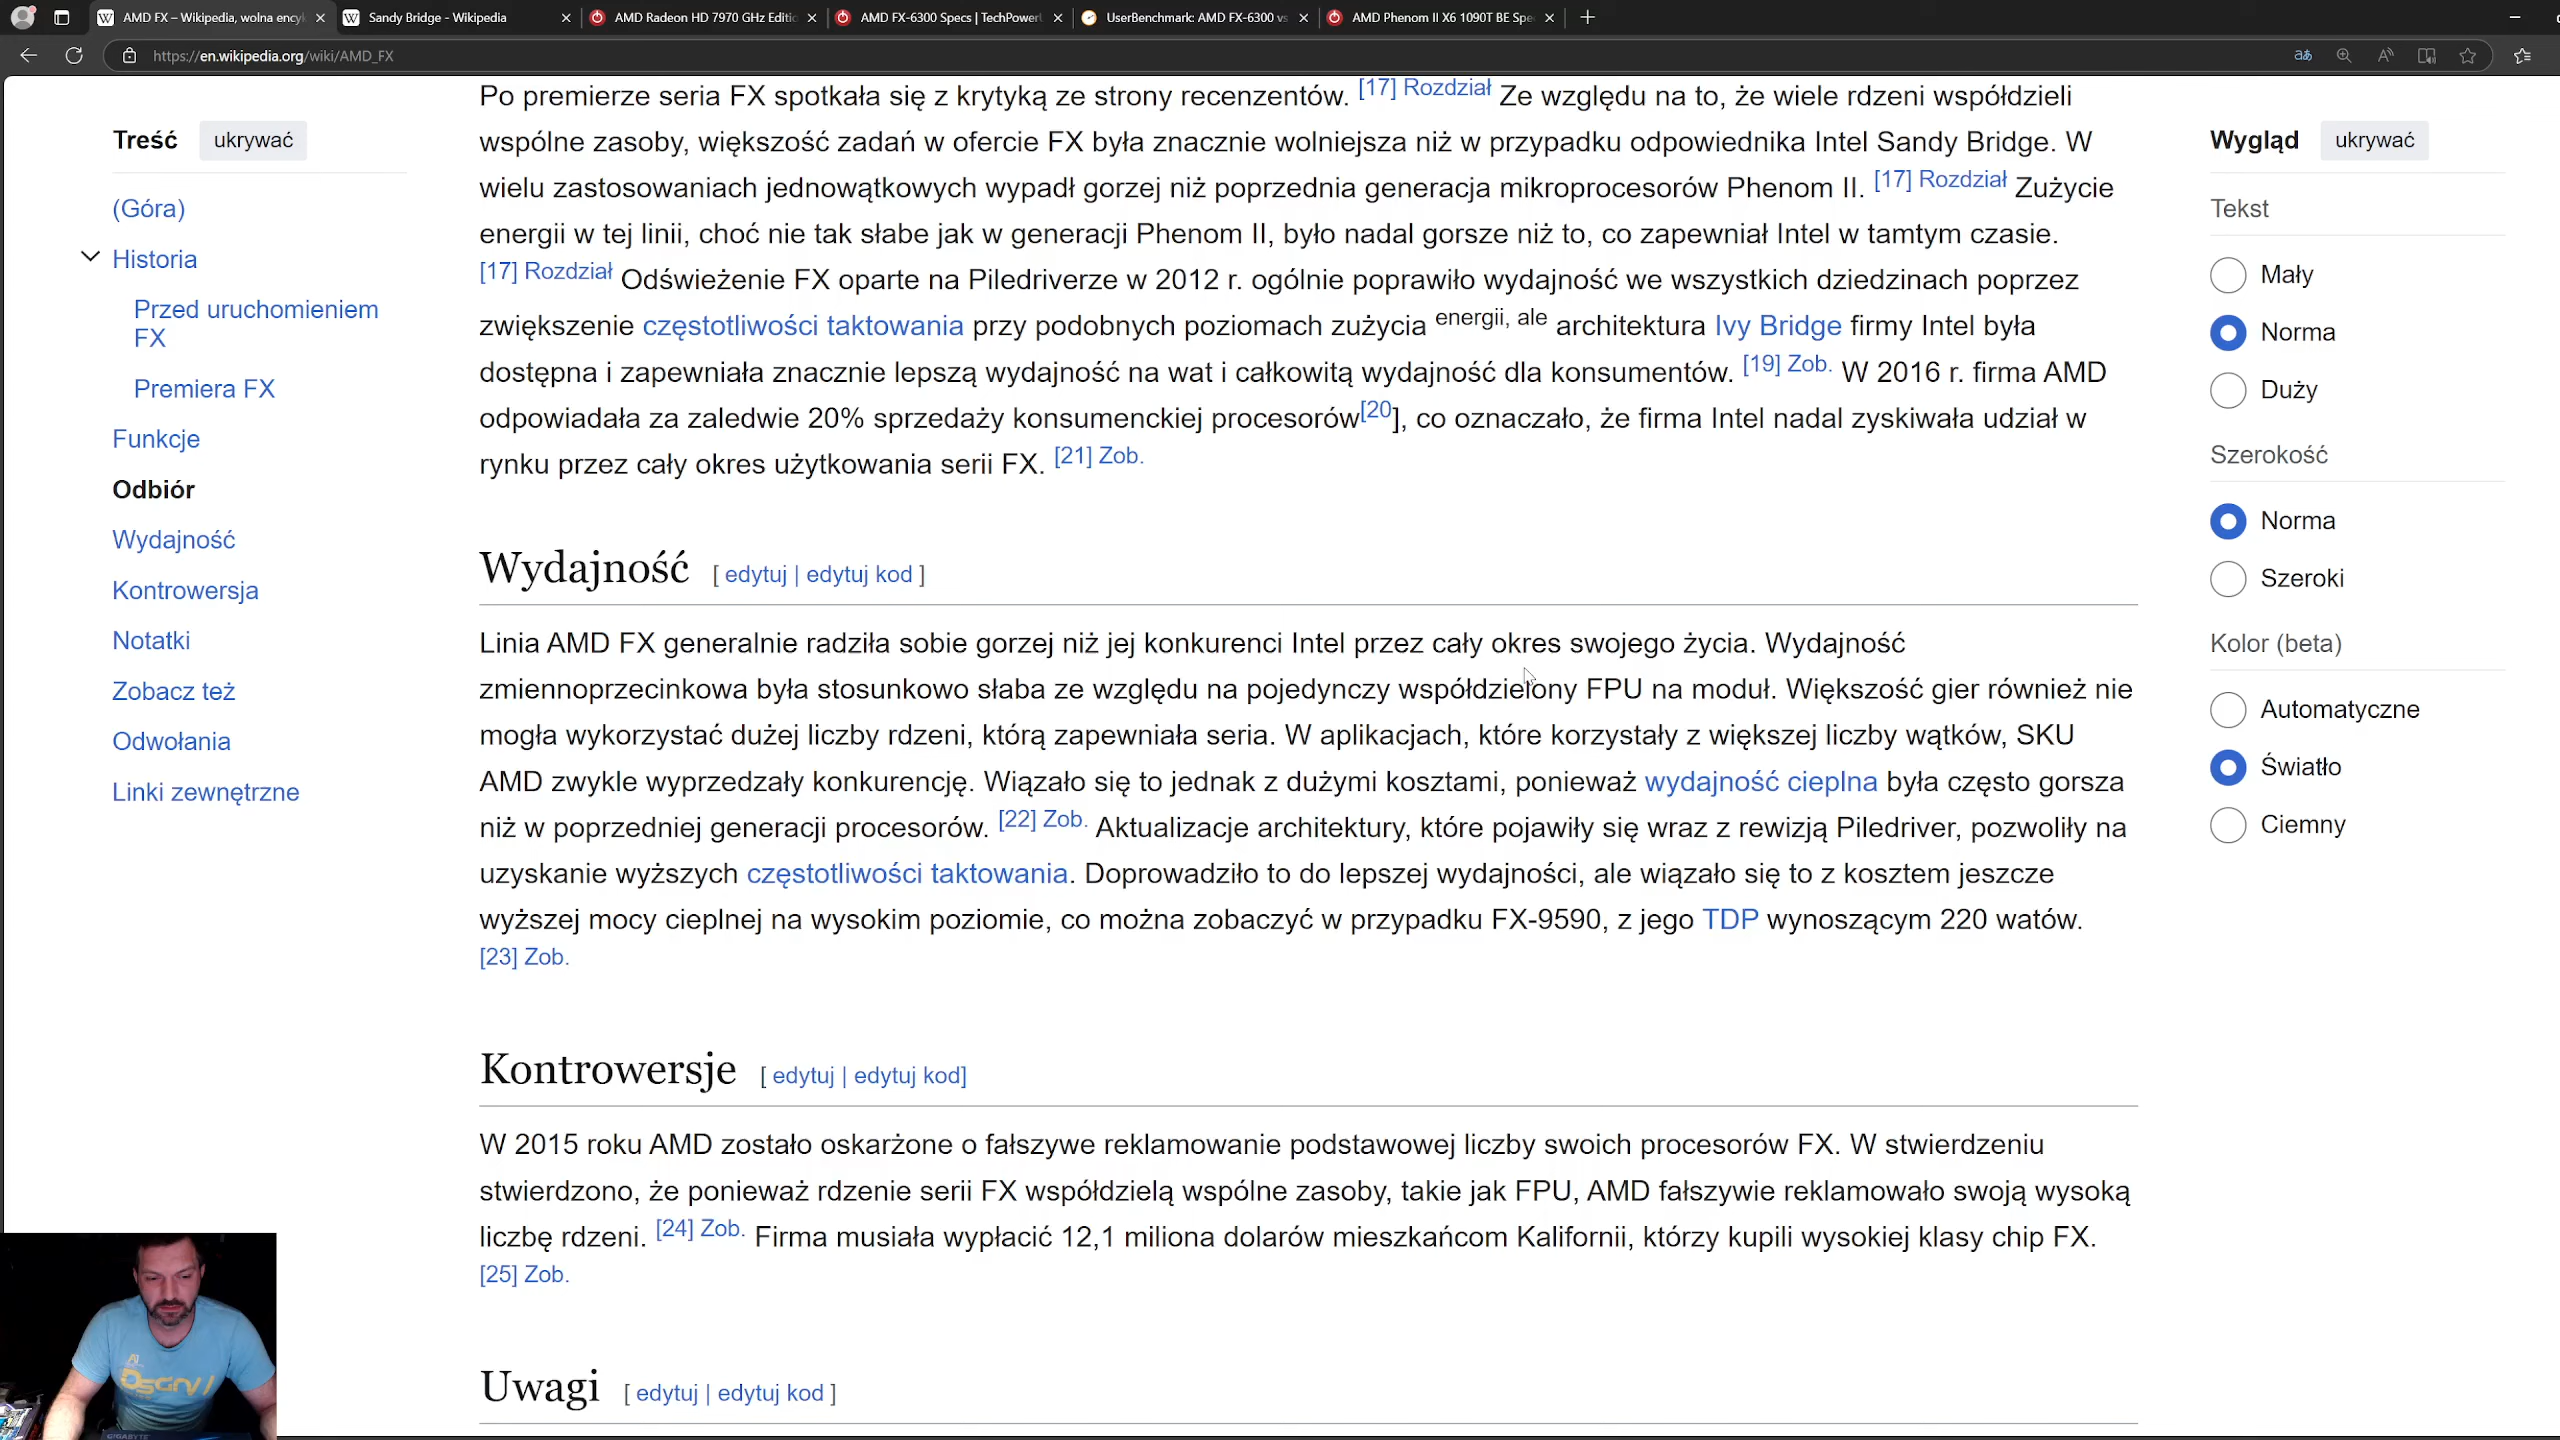 AMD FX – Wikipedia, wolna ency
Sandy Bridge - Wikipedia
AMD Radeon HD 7970 GHz Editic
AMD FX-6300 Specs | TechPower
UserBenchmark: AMD FX-6300 vs
AMD Phenom II X6 1090T BE Spe
https://en.wikipedia.org/wiki/AMD_FX
Treść ukrywać
(Góra)
Historia
Przed uruchomieniem
FX
Premiera FX
Funkcje
Odbiór
Wydajność
Kontrowersja
Notatki
Zobacz też
Odwołania
Linki zewnętrzne
Po premierze seria FX spotkała się z krytyką ze strony recenzentów. [17] Rozdział Ze względu na to, że wiele rdzeni współdzieli
wspólne zasoby, większość zadań w ofercie FX była znacznie wolniejsza niż w przypadku odpowiednika Intel Sandy Bridge. W
wielu zastosowaniach jednowątkowych wypadł gorzej niż poprzednia generacja mikroprocesorów Phenom II. [17] Rozdział Zużycie
energii w tej linii, choć nie tak słabe jak w generacji Phenom II, było nadal gorsze niż to, co zapewniał Intel w tamtym czasie.
[17] Rozdział Odświeżenie FX oparte na Piledriverze w 2012 r. ogólnie poprawiło wydajność we wszystkich dziedzinach poprzez
zwiększenie częstotliwości taktowania przy podobnych poziomach zużycia energii, ale architektura Ivy Bridge firmy Intel była
dostępna i zapewniała znacznie lepszą wydajność na wat i całkowitą wydajność dla konsumentów. [19] Zob. W 2016 r. firma AMD
odpowiadała za zaledwie 20% sprzedaży konsumenckiej procesorów[20], co oznaczało, że firma Intel nadal zyskiwała udział w
rynku przez cały okres użytkowania serii FX. [21] Zob.
Wydajność [ edytuj | edytuj kod ]
Linia AMD FX generalnie radziła sobie gorzej niż jej konkurenci Intel przez cały okres swojego życia. Wydajność
zmiennoprzecinkowa była stosunkowo słaba ze względu na pojedynczy współdzielony FPU na moduł. Większość gier również nie
mogła wykorzystać dużej liczby rdzeni, którą zapewniała seria. W aplikacjach, które korzystały z większej liczby wątków, SKU
AMD zwykle wyprzedzały konkurencję. Wiązało się to jednak z dużymi kosztami, ponieważ wydajność cieplna była często gorsza
niż w poprzedniej generacji procesorów. [22] Zob. Aktualizacje architektury, które pojawiły się wraz z rewizją Piledriver, pozwoliły na
uzyskanie wyższych częstotliwości taktowania. Doprowadziło to do lepszej wydajności, ale wiązało się to z kosztem jeszcze
wyższej mocy cieplnej na wysokim poziomie, co można zobaczyć w przypadku FX-9590, z jego TDP wynoszącym 220 watów.
[23] Zob.
Kontrowersje [ edytuj | edytuj kod]
W 2015 roku AMD zostało oskarżone o fałszywe reklamowanie podstawowej liczby swoich procesorów FX. W stwierdzeniu
stwierdzono, że ponieważ rdzenie serii FX współdzielą wspólne zasoby, takie jak FPU, AMD fałszywie reklamowało swoją wysoką
liczbę rdzeni. [24] Zob. Firma musiała wypłacić 12,1 miliona dolarów mieszkańcom Kalifornii, którzy kupili wysokiej klasy chip FX.
[25] Zob.
Uwagi [ edytuj | edytuj kod ]
Wygląd ukrywać
Tekst
Mały
Norma
Duży
Szerokość
Norma
Szeroki
Kolor (beta)
Automatyczne
Światło
Ciemny
GIGABYTE